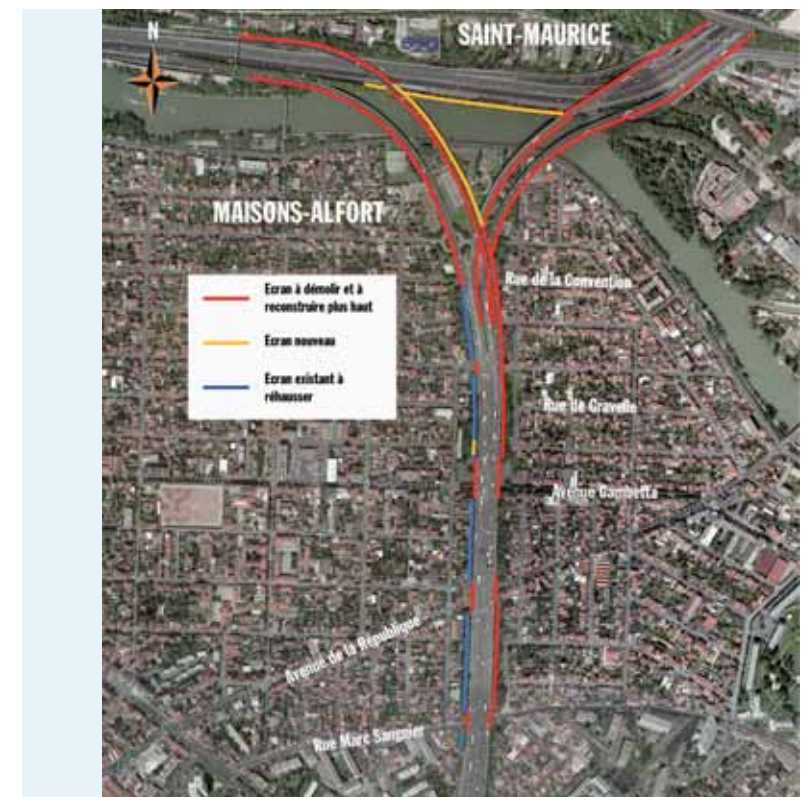 N
SAINT-MAURICE
MAISONS-ALFORT
Rue de la Convention
Ecran à démolir et à
reconstruire plus haut
Ecran nouveau
Ecran existant à
réhausser
Rue de Gravelle
Avenue Gambetta
Avenue de la République
Rue Marc Sangnier